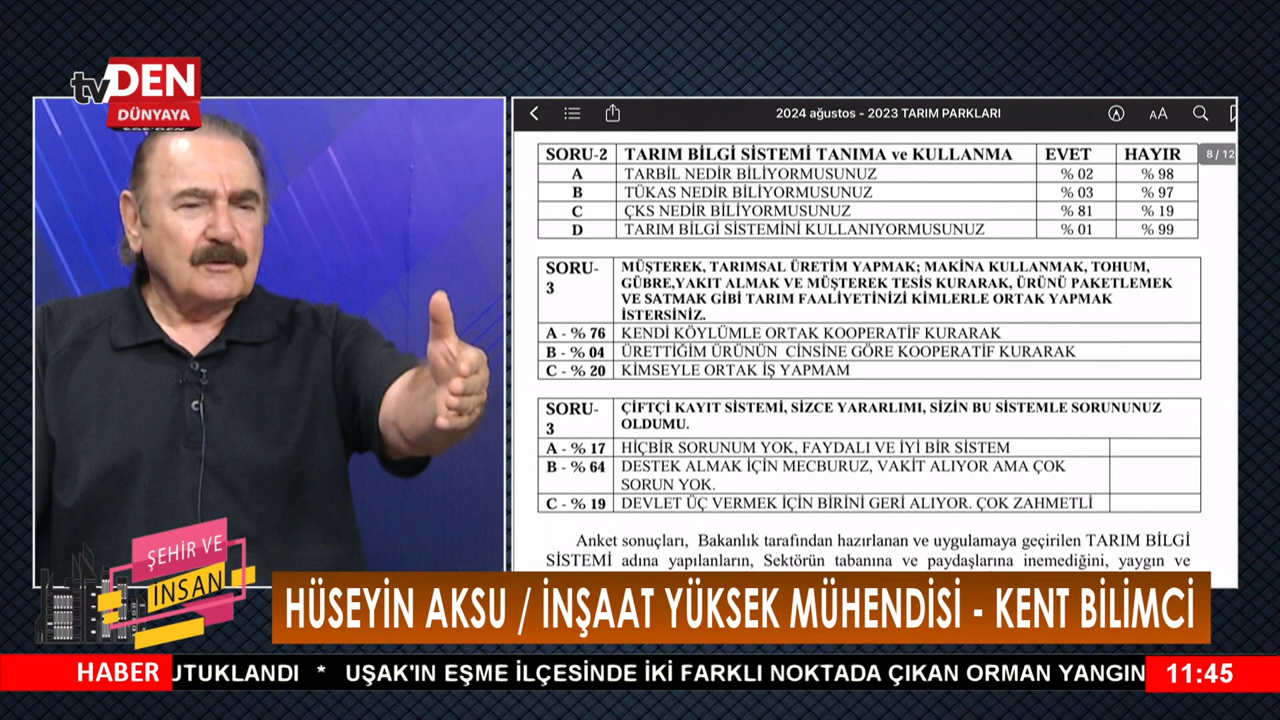 tvDEN
DÜNYAYA
EGE'DEN
2024 ağustos - 2023 TARIM PARKLARI
AA
8 / 12
SORU-2 TARIM BİLGİ SİSTEMİ TANIMA ve KULLANMA EVET HAYIR
A TARBİL NEDİR BİLİYORMUSUNUZ % 02 % 98
B TÜKAS NEDİR BİLİYORMUSUNUZ % 03 % 97
C ÇKS NEDİR BİLİYORMUSUNUZ % 81 % 19
D TARIM BİLGİ SİSTEMİNİ KULLANIYORMUSUNUZ % 01 % 99
SORU- MÜŞTEREK, TARIMSAL ÜRETİM YAPMAK; MAKİNA KULLANMAK, TOHUM,
3 GÜBRE,YAKIT ALMAK VE MÜŞTEREK TESİS KURARAK, ÜRÜNÜ PAKETLEMEK
VE SATMAK GİBİ TARIM FAALİYETİNİZİ KİMLERLE ORTAK YAPMAK
İSTERSİNİZ.
A - % 76 KENDİ KÖYLÜMLE ORTAK KOOPERATİF KURARAK
B - % 04 ÜRETTİĞİM ÜRÜNÜN CİNSİNE GÖRE KOOPERATİF KURARAK
C - % 20 KİMSEYLE ORTAK İŞ YAPMAM
SORU- ÇİFTÇİ KAYIT SİSTEMİ, SİZCE YARARLIMI, SİZİN BU SİSTEMLE SORUNUNUZ
3 OLDUMU.
A - % 17 HİÇBİR SORUNUM YOK, FAYDALI VE İYİ BİR SİSTEM
B - % 64 DESTEK ALMAK İÇİN MECBURUZ, VAKİT ALIYOR AMA ÇOK
SORUN YOK.
C - % 19 DEVLET ÜÇ VERMEK İÇİN BİRİNİ GERİ ALIYOR. ÇOK ZAHMETLİ
Anket sonuçları, Bakanlık tarafından hazırlanan ve uygulamaya geçirilen TARIM BİLGİ
SİSTEMİ adına yapılanların, Sektörün tabanına ve paydaşlarına inemediğini, yaygın ve
ŞEHİR VE
İNSAN
HÜSEYİN AKSU / İNŞAAT YÜKSEK MÜHENDİSİ - KENT BİLİMCİ
HABER UTUKLANDI * UŞAK'IN EŞME İLÇESİNDE İKİ FARKLI NOKTADA ÇIKAN ORMAN YANGIN 11:45